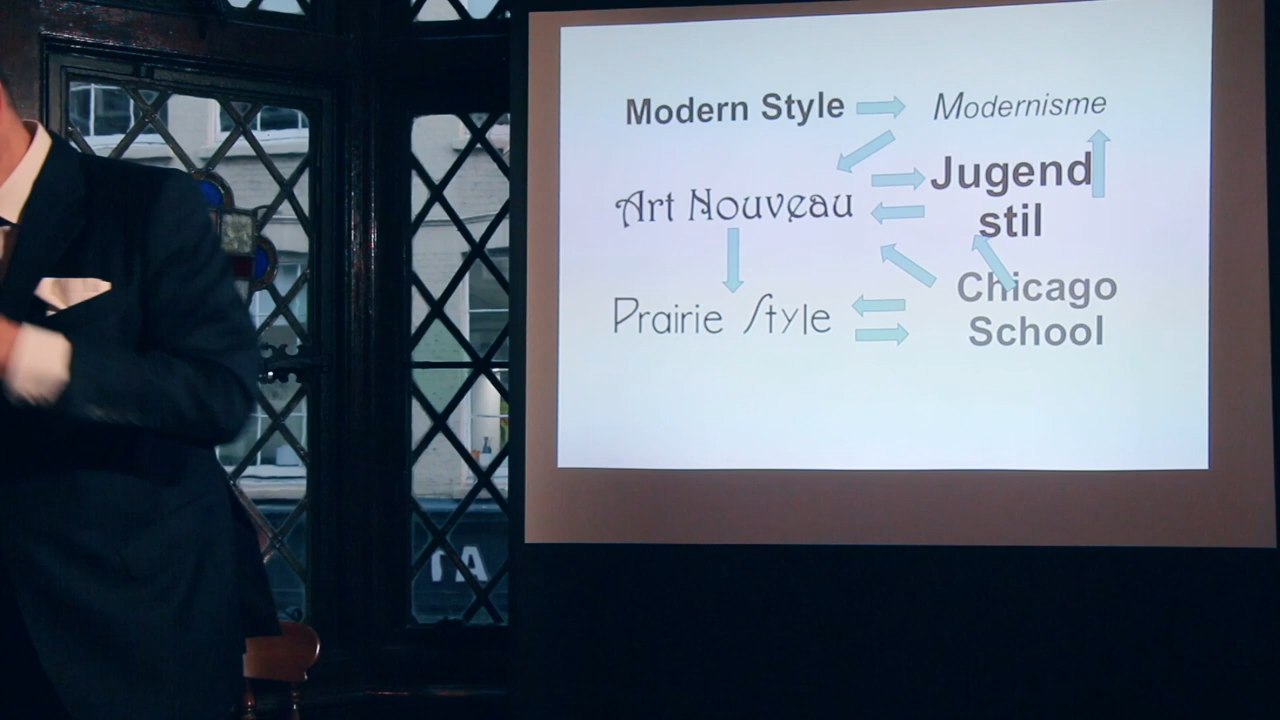 Modern Style
Modernisme
Art Nouveau
Jugend
stil
Prairie Style
Chicago
School